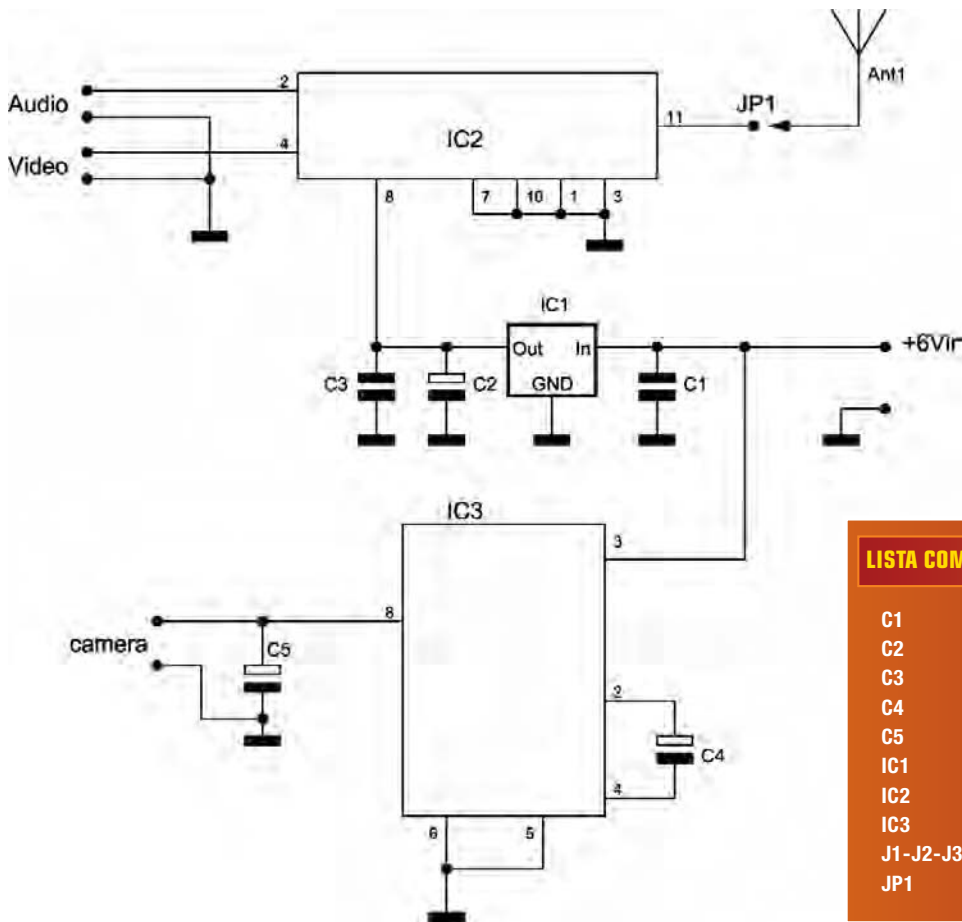 Ant1
Audio
2
JP1
11
IC2
4
Video
8
7
10
1
3
IC1
+6Vin
Out
In
C3
C2
GND
C1
IC3
3
LISTA COM
8
C1
camera
C5
C2
C3
2
C4
C4
C5
IC1
4
IC2
6
5
IC3
J1-J2-J3
JP1